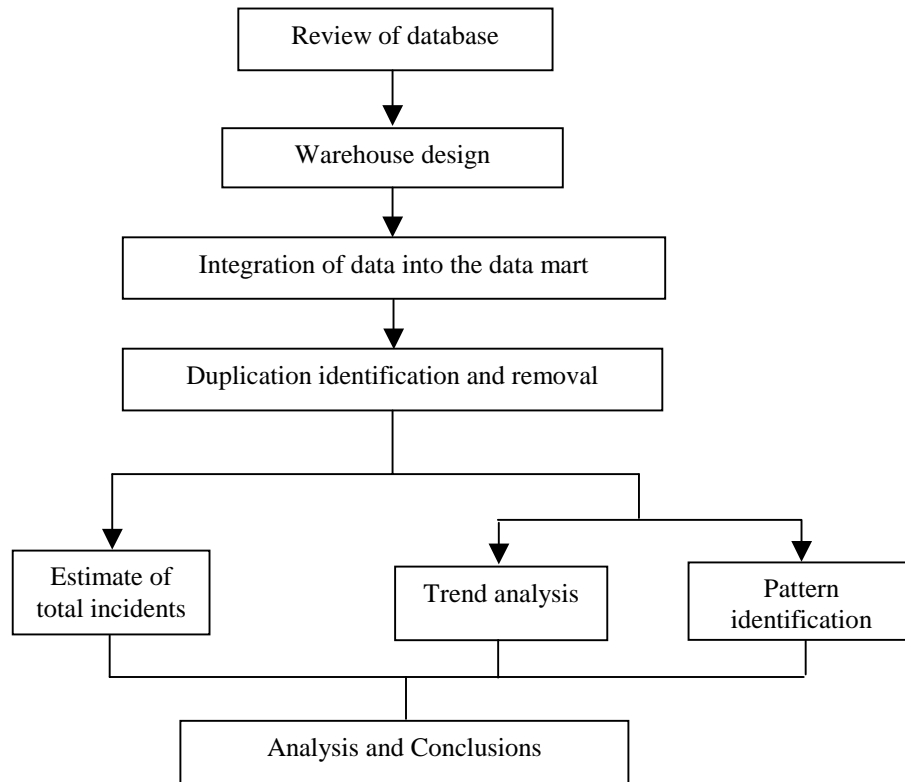 Review of database
Warehouse design
Integration of data into the data mart
Duplication identification and removal
Estimate of
total incidents
Trend analysis
Pattern
identification
Analysis and Conclusions